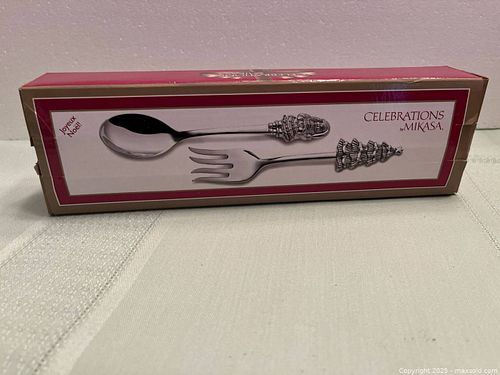 Joyeux
Noël!
CELEBRATIONS
by MIKASA®
Copyright 2025 - maxsold.com